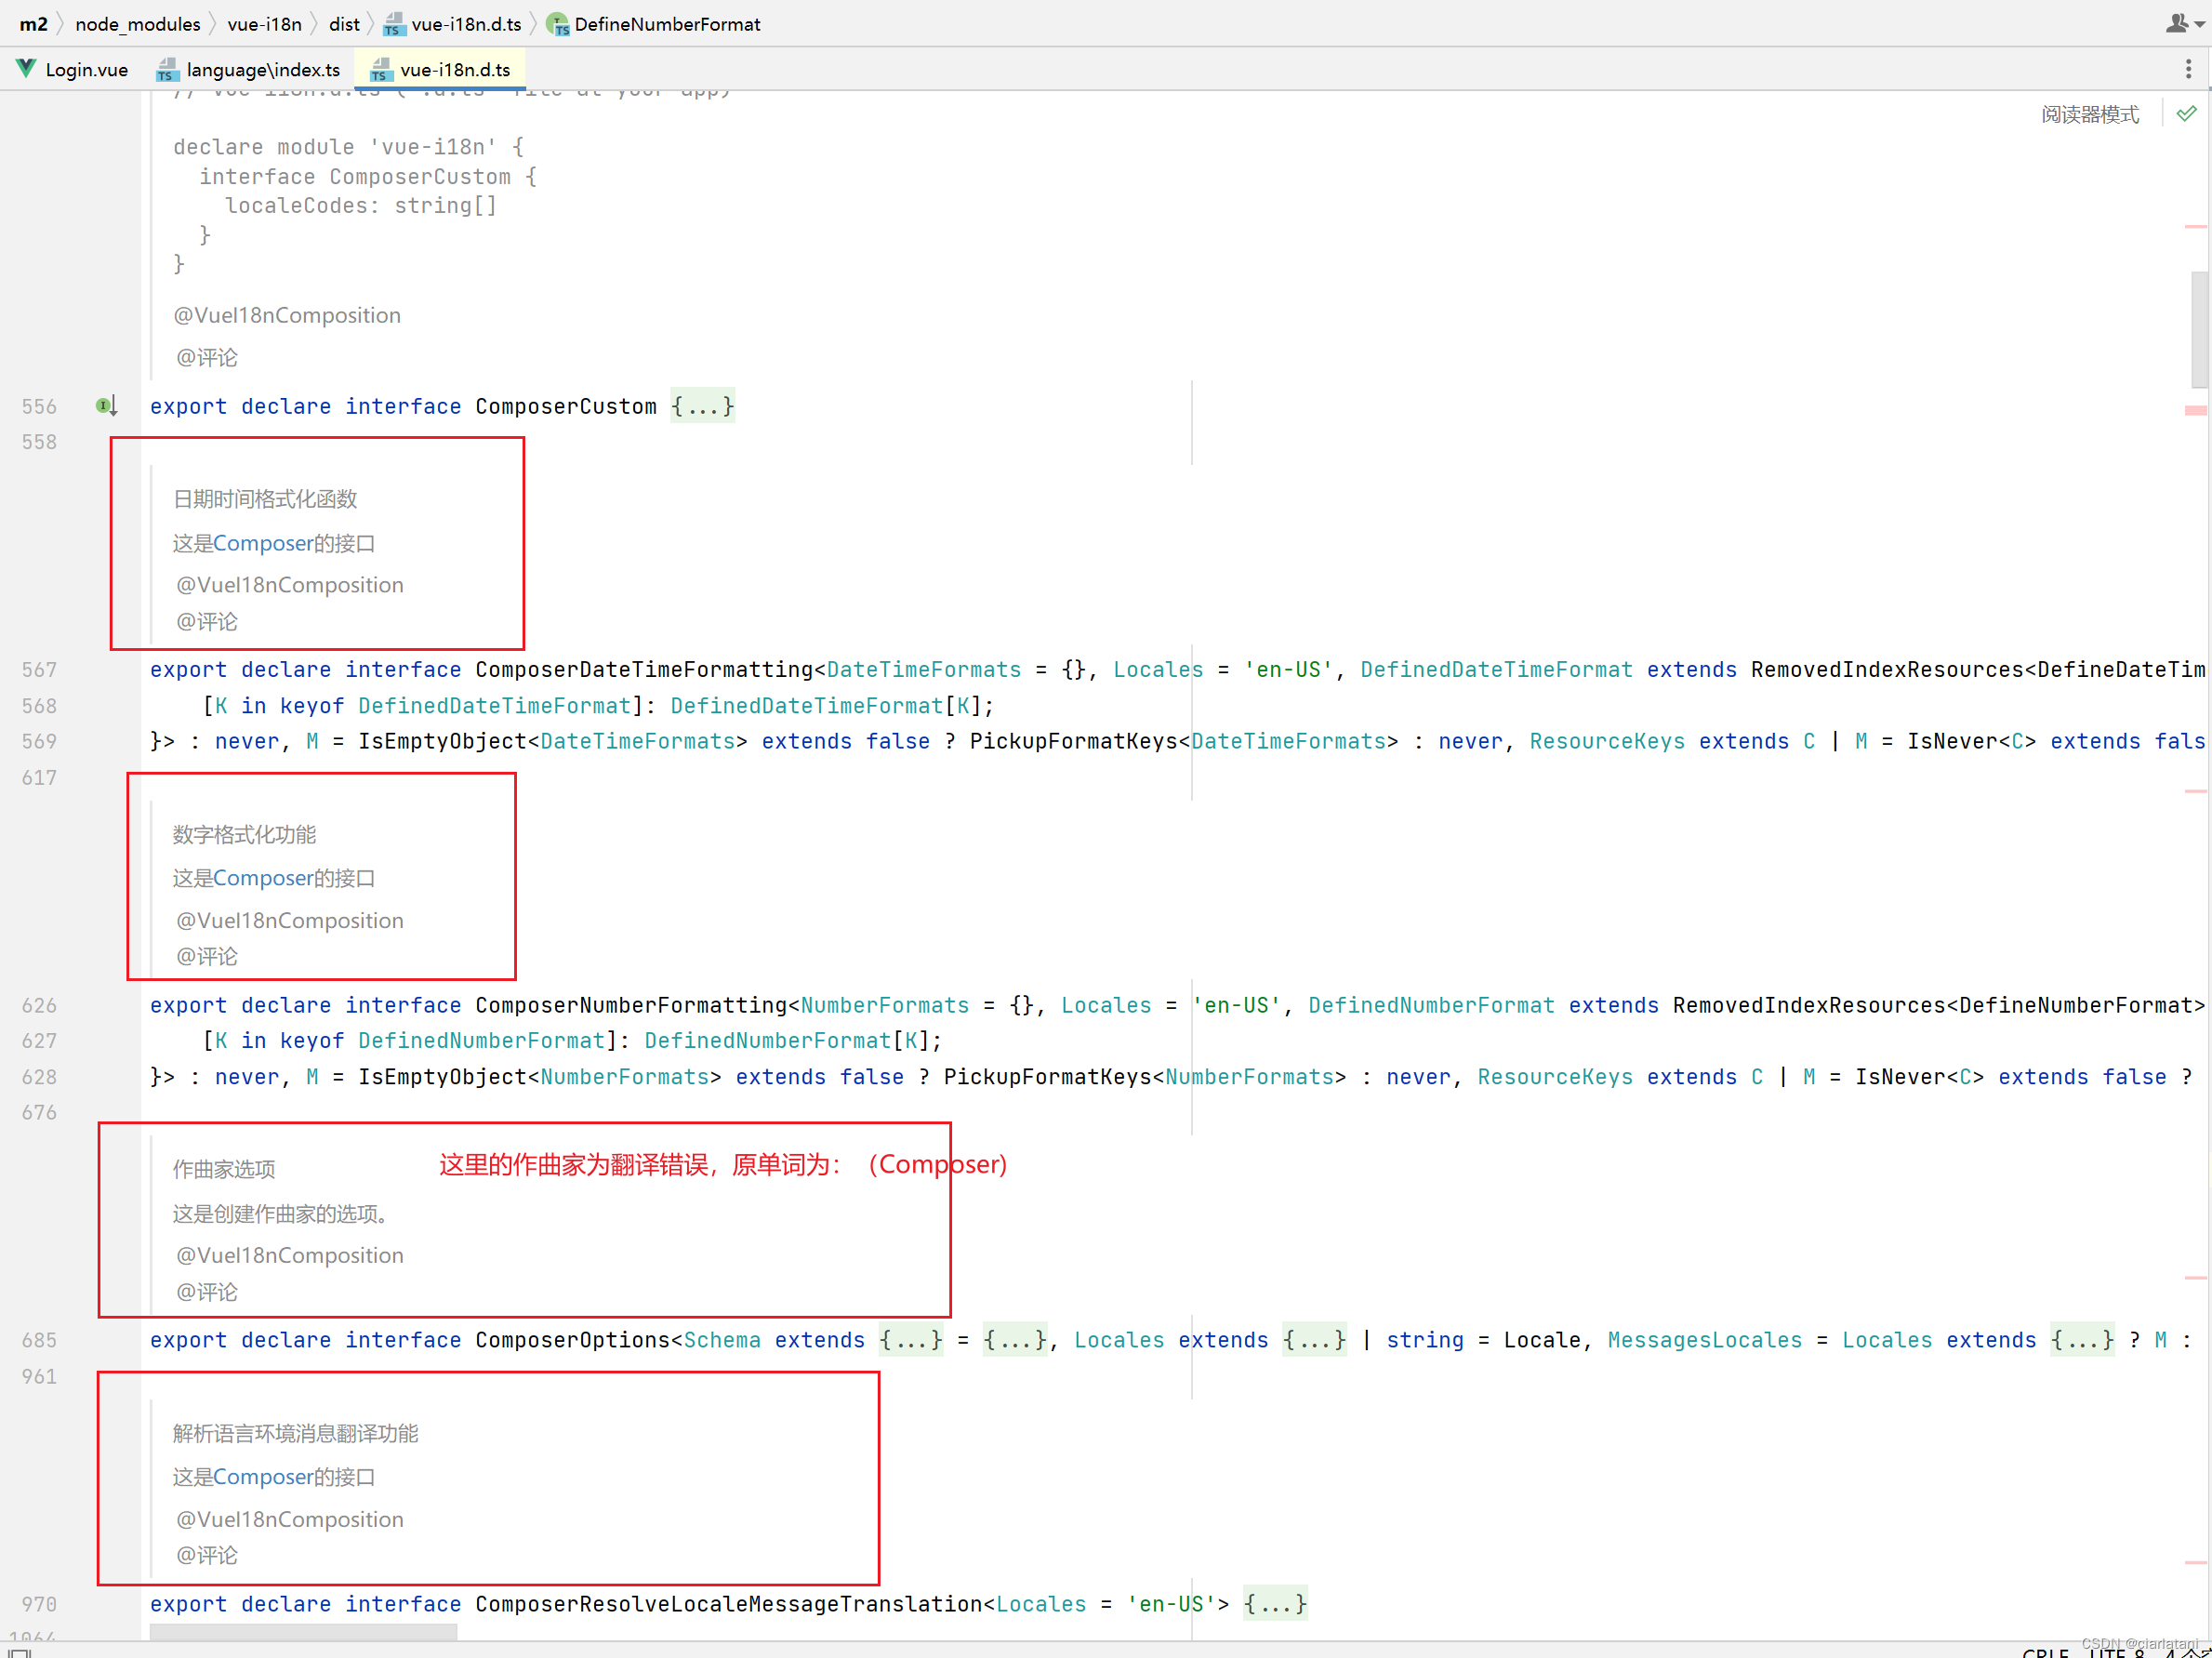 m2 node_modules vue-i18n dist vue-i18n.d.ts DefineNumberFormat
Login.vue language\index.ts vue-i18n.d.ts
阅读器模式
declare module 'vue-i18n' {
interface ComposerCustom {
localeCodes: string[]
}
}
@VueI18nComposition
@评论
556 export declare interface ComposerCustom {...}
558
日期时间格式化函数
这是Composer的接口
@VueI18nComposition
@评论
567 export declare interface ComposerDateTimeFormatting<DateTimeFormats = {}, Locales = 'en-US', DefinedDateTimeFormat extends RemovedIndexResources<DefineDateTim
568 [K in keyof DefinedDateTimeFormat]: DefinedDateTimeFormat[K];
569 }> : never, M = IsEmptyObject<DateTimeFormats> extends false ? PickupFormatKeys<DateTimeFormats> : never, ResourceKeys extends C | M = IsNever<C> extends fals
617
数字格式化功能
这是Composer的接口
@VueI18nComposition
@评论
626 export declare interface ComposerNumberFormatting<NumberFormats = {}, Locales = 'en-US', DefinedNumberFormat extends RemovedIndexResources<DefineNumberFormat>
627 [K in keyof DefinedNumberFormat]: DefinedNumberFormat[K];
628 }> : never, M = IsEmptyObject<NumberFormats> extends false ? PickupFormatKeys<NumberFormats> : never, ResourceKeys extends C | M = IsNever<C> extends false ?
676
作曲家选项 这里的作曲家为翻译错误，原单词为：（Composer)
这是创建作曲家的选项。
@VueI18nComposition
@评论
685 export declare interface ComposerOptions<Schema extends {...} = {...}, Locales extends {...} | string = Locale, MessagesLocales = Locales extends {...} ? M :
961
解析语言环境消息翻译功能
这是Composer的接口
@VueI18nComposition
@评论
970 export declare interface ComposerResolveLocaleMessageTranslation<Locales = 'en-US'> {...}
1064
CSDN @clarlatani